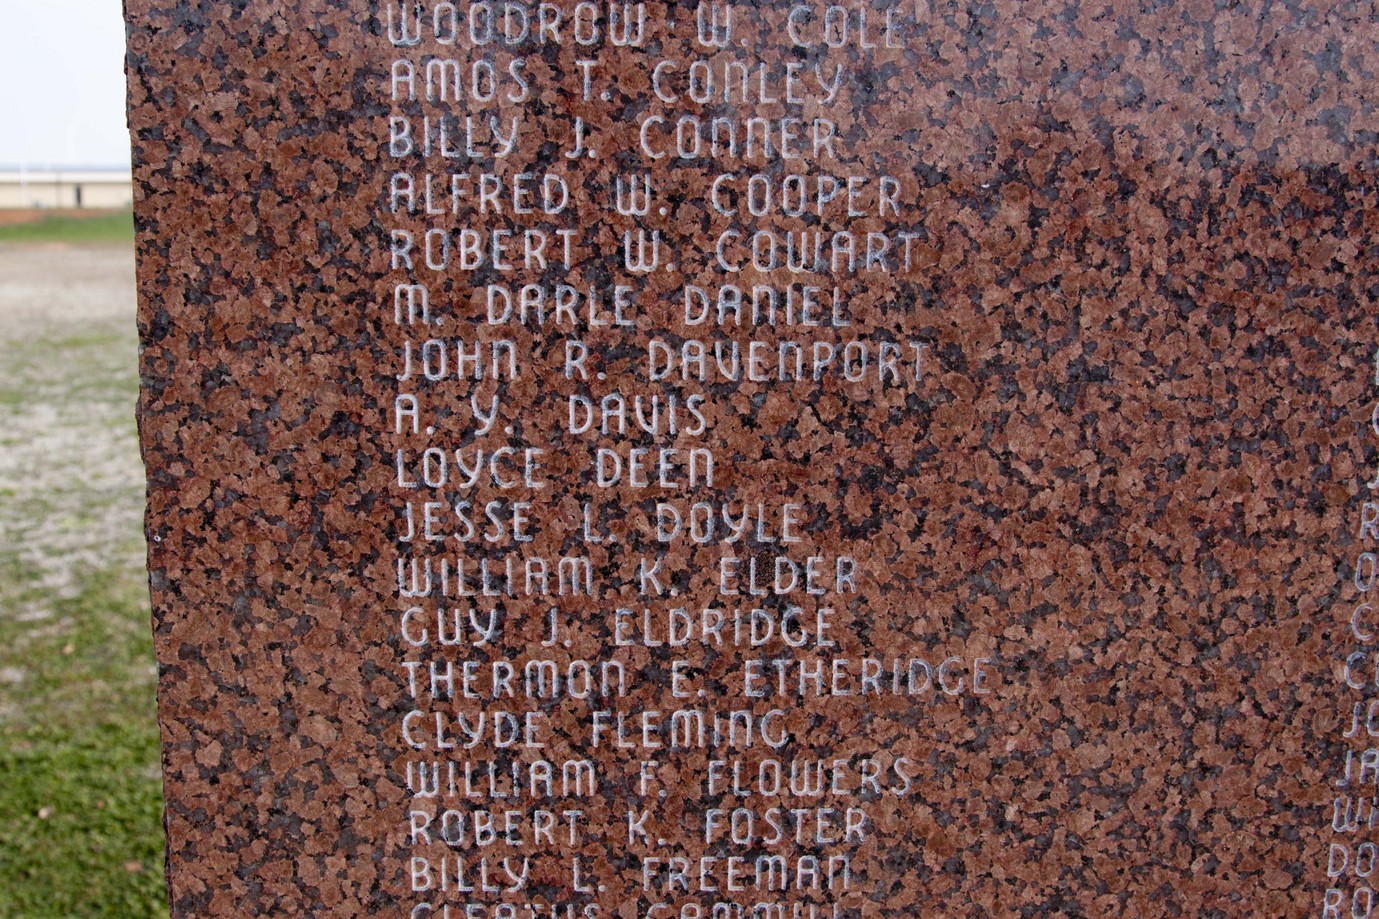 WOODROW W. COLE
AMOS T. CONLEY
BILLY J. CONNER
ALFRED W. COOPER
ROBERT W. COWART
M. DARLE DANIEL
JOHN R. DAVENPORT
A. Y. DAVIS
LOYCE DEEN
JESSE L. DOYLE
WILLIAM K. ELDER
GUY J. ELDRIDGE
THERMON E. ETHERIDGE
CLYDE FLEMING
WILLIAM F. FLOWERS
ROBERT K. FOSTER
BILLY L. FREEMAN